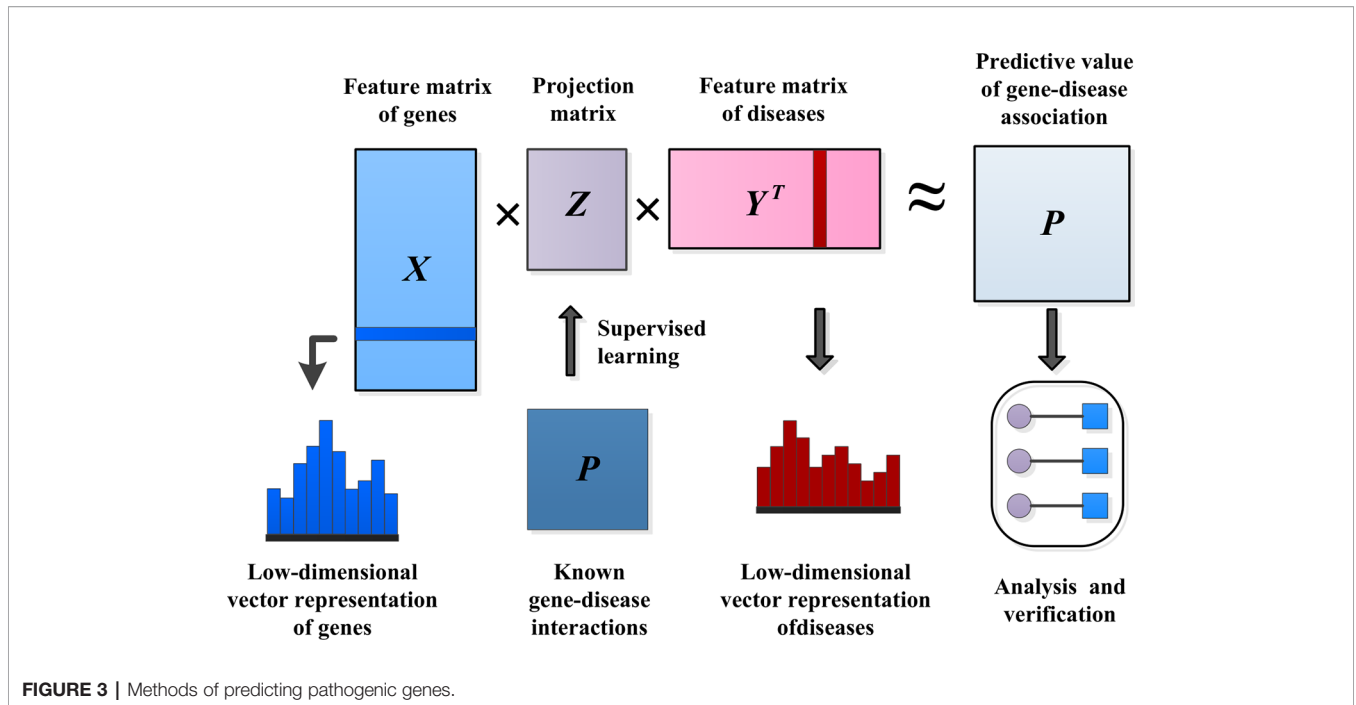 Feature matrix
of genes
Projection
matrix
Feature matrix
of diseases
Predictive value
of gene-disease
association
X
×
Z
×
Y^T
≈
P
Supervised
learning
P
Low-dimensional
vector representation
of genes
Known
gene-disease
interactions
Low-dimensional
vector representation
ofdiseases
Analysis and
verification
FIGURE 3 | Methods of predicting pathogenic genes.